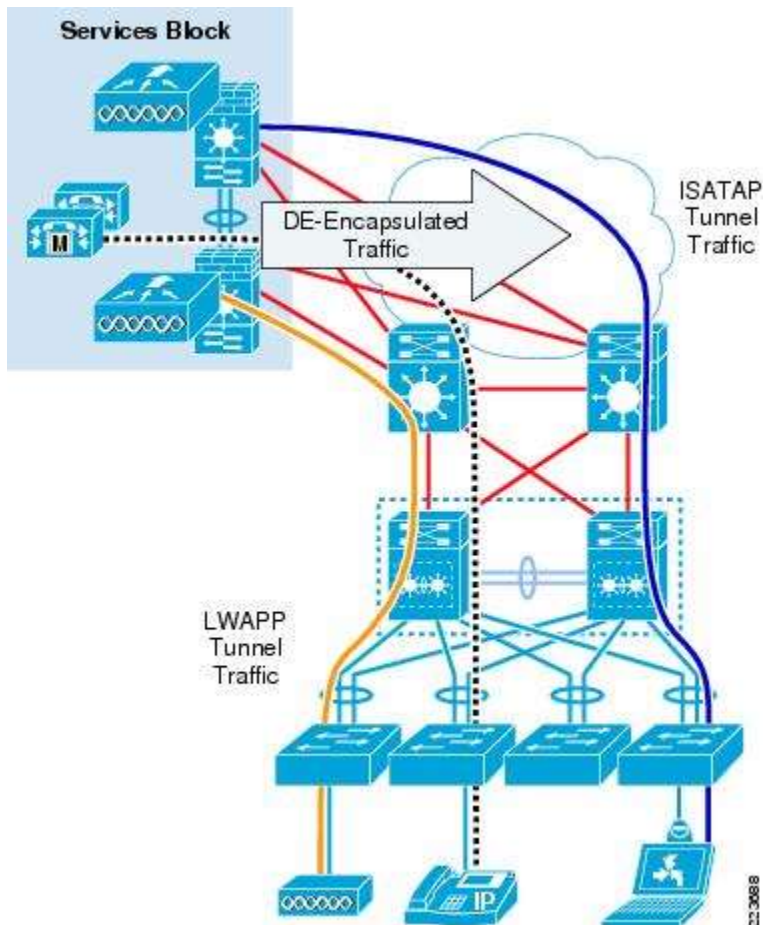 Services Block
M
DE-Encapsulated
Traffic
ISATAP
Tunnel
Traffic
LWAPP
Tunnel
Traffic
IP
223688